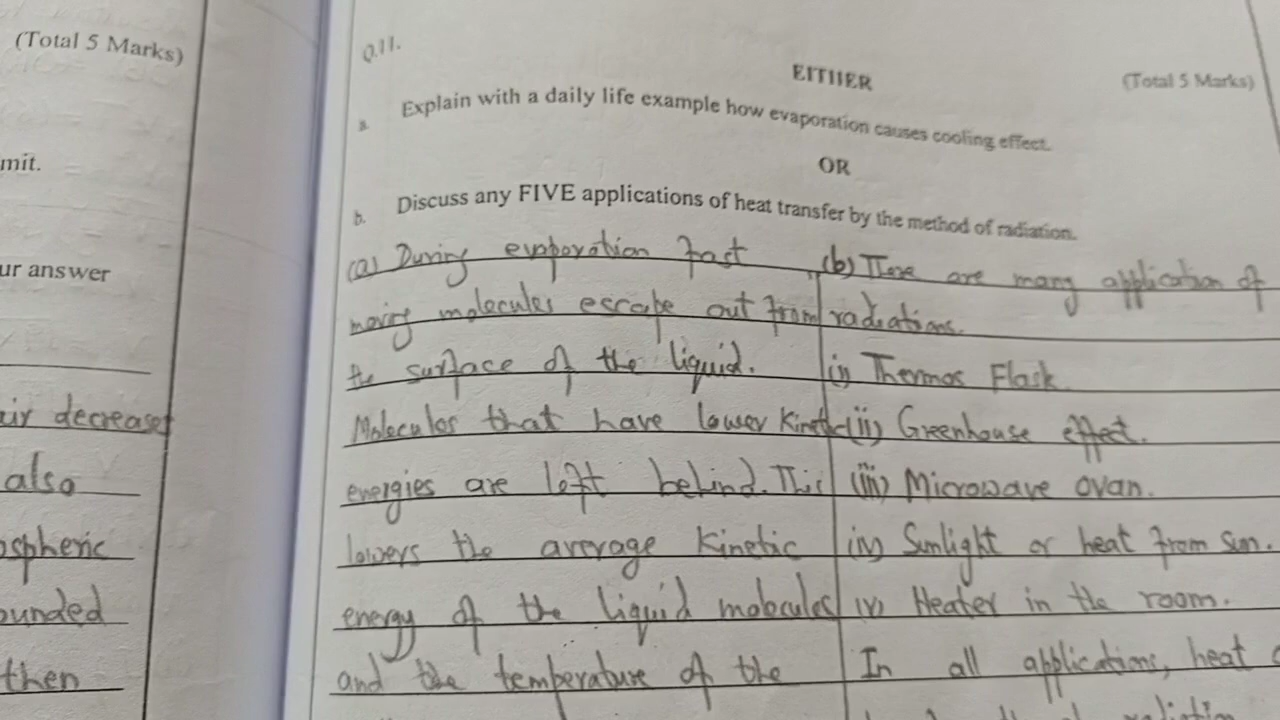 (Total 5 Marks)
mit.
ur answer
air decreases
also
ospheric
ounded
then
Q.11.
EITHER
(Total 5 Marks)
a. Explain with a daily life example how evaporation causes cooling effect.
OR
b. Discuss any FIVE applications of heat transfer by the method of radiation.
(a) During evaporation fast
moving molecules escape out from
the surface of the liquid.
Molecules that have lower Kinetic
energies are left behind. This
lowers the average kinetic
energy of the liquid molecules
and the temperature of the
(b) There are many application of
radiations.
(i) Thermos Flask.
(ii) Greenhouse effect.
(iii) Microwave ovan.
(iv) Sunlight or heat from sun.
(v) Heater in the room.
In all applications, heat